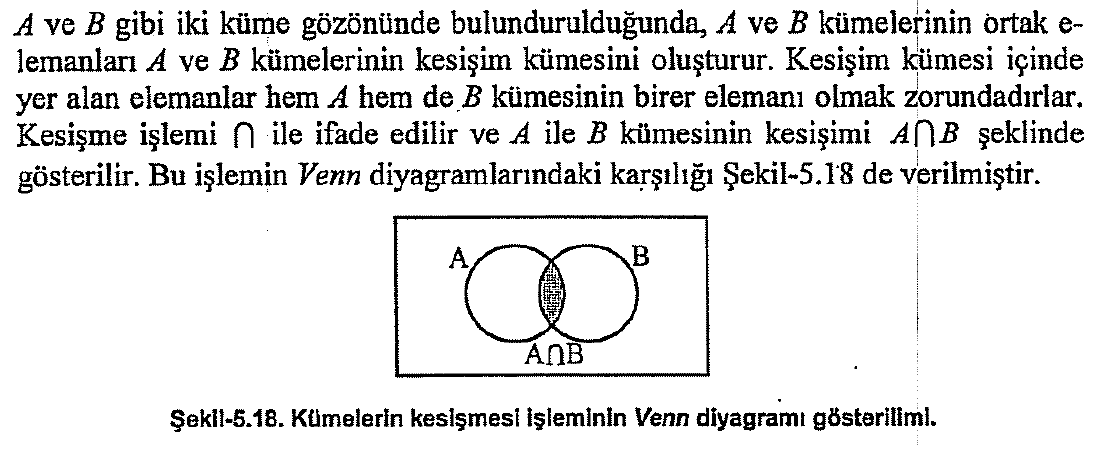 A ve B gibi iki küme gözönünde bulundurulduğunda, A ve B kümelerinin ortak e-
lemanları A ve B kümelerinin kesişim kümesini oluşturur. Kesişim kümesi içinde
yer alan elemanlar hem A hem de B kümesinin birer elemanı olmak zorundadırlar.
Kesişme işlemi ∩ ile ifade edilir ve A ile B kümesinin kesişimi A∩B şeklinde
gösterilir. Bu işlemin Venn diyagramlarındaki karşılığı Şekil-5.18 de verilmiştir.
A B
A∩B
Şekil-5.18. Kümelerin kesişmesi işleminin Venn diyagramı gösterilimi.